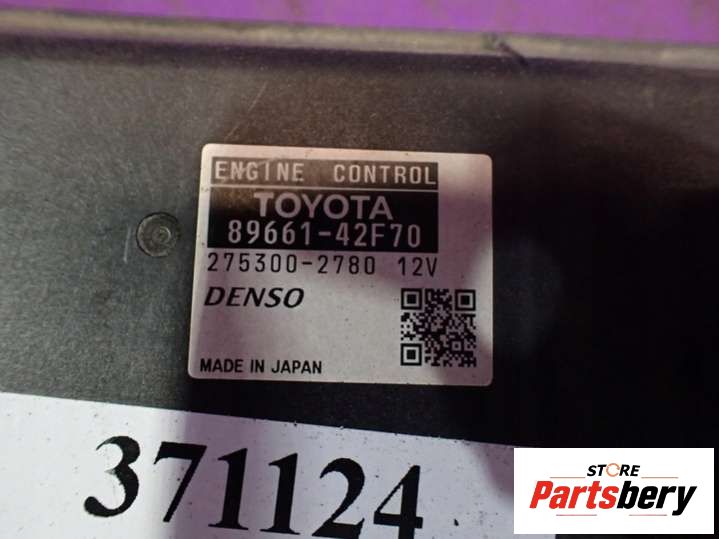 ENGINE CONTROL
TOYOTA
89661-42F70
275300-2780 12V
DENSO
MADE IN JAPAN
371124
STORE
Partsbery